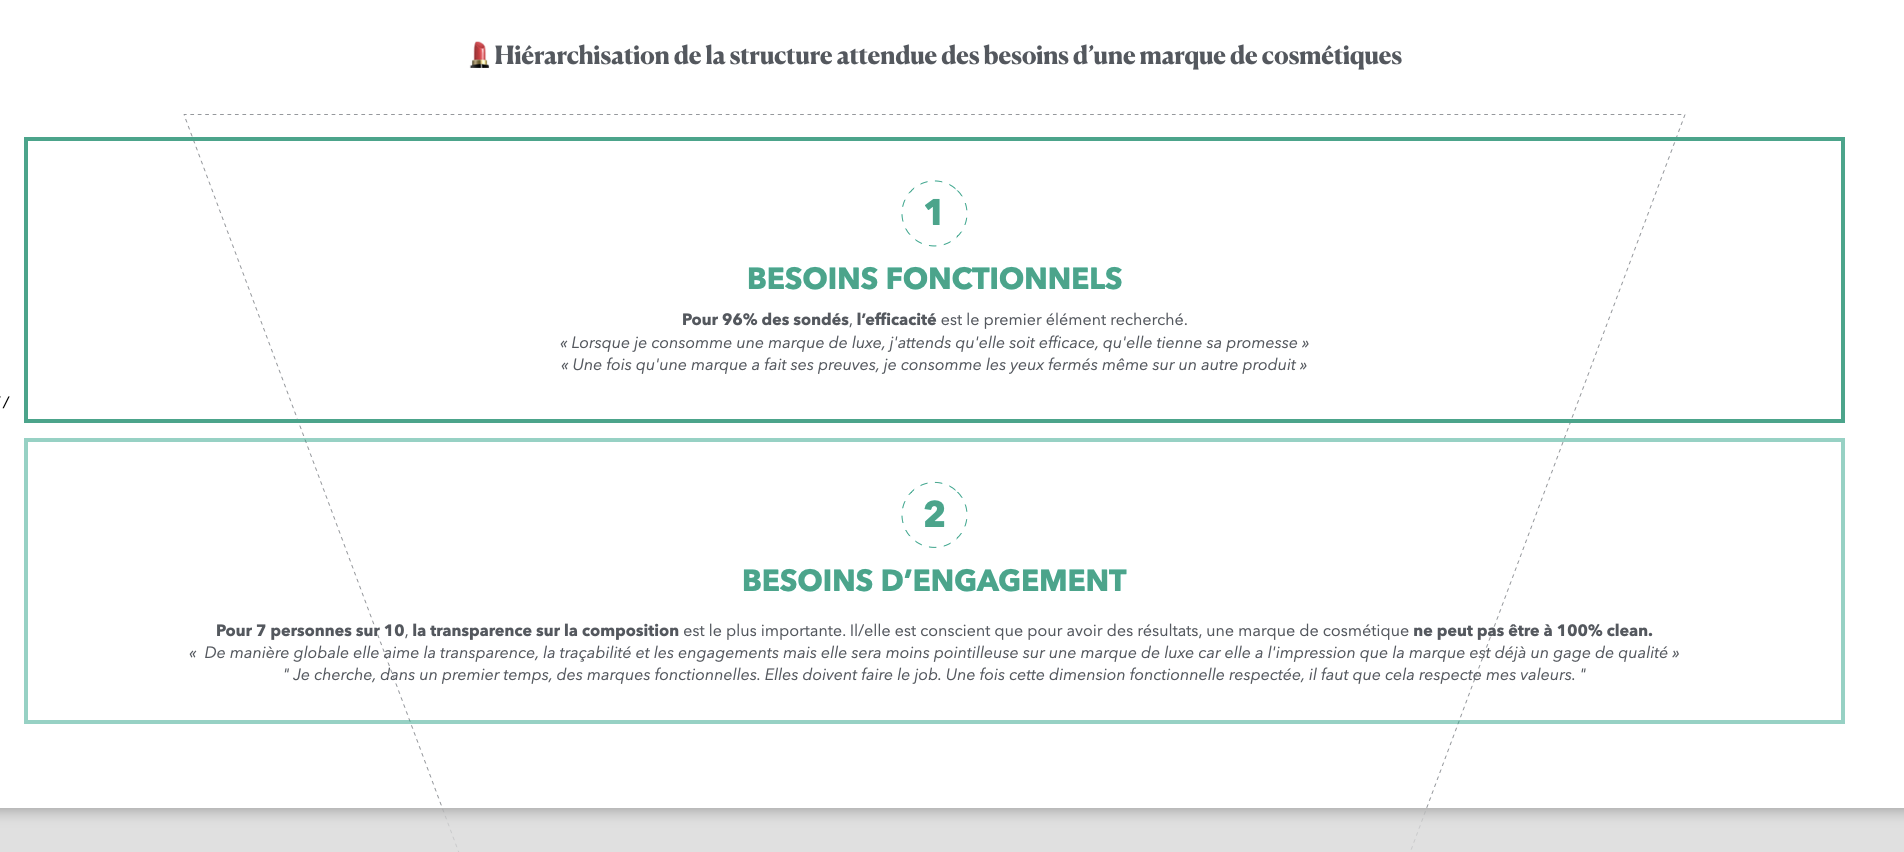 💄 Hiérarchisation de la structure attendue des besoins d’une marque de cosmétiques
1
BESOINS FONCTIONNELS
Pour 96% des sondés, l’efficacité est le premier élément recherché.
« Lorsque je consomme une marque de luxe, j'attends qu'elle soit efficace, qu'elle tienne sa promesse »
« Une fois qu'une marque a fait ses preuves, je consomme les yeux fermés même sur un autre produit »
/
2
BESOINS D’ENGAGEMENT
Pour 7 personnes sur 10, la transparence sur la composition est le plus importante. Il/elle est conscient que pour avoir des résultats, une marque de cosmétique ne peut pas être à 100% clean.
« De manière globale elle aime la transparence, la traçabilité et les engagements mais elle sera moins pointilleuse sur une marque de luxe car elle a l'impression que la marque est déjà un gage de qualité »
" Je cherche, dans un premier temps, des marques fonctionnelles. Elles doivent faire le job. Une fois cette dimension fonctionnelle respectée, il faut que cela respecte mes valeurs. "